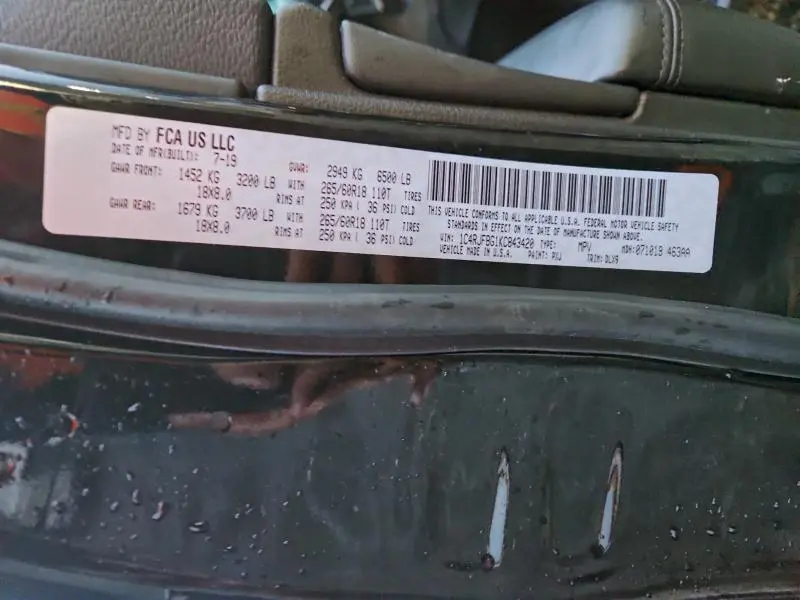 MFD BY FCA US LLC
DATE OF MFR(BUILT): 7-19
GVWR: 2949 KG 6500 LB
GAWR FRONT: 1452 KG 3200 LB WITH 265/60R18 110T TIRES
18X8.0 RIMS AT 250 KPA ( 36 PSI) COLD
GAWR REAR: 1679 KG 3700 LB WITH 265/60R18 110T TIRES
18X8.0 RIMS AT 250 KPA ( 36 PSI) COLD
THIS VEHICLE CONFORMS TO ALL APPLICABLE U.S.A. FEDERAL MOTOR VEHICLE SAFETY
STANDARDS IN EFFECT ON THE DATE OF MANUFACTURE SHOWN ABOVE.
VIN: 1C4RJFBG1KC843420 TYPE: MPV MDH:071019 463AA
VEHICLE MADE IN U.S.A. PAINT: PXJ TRIM: DLX9